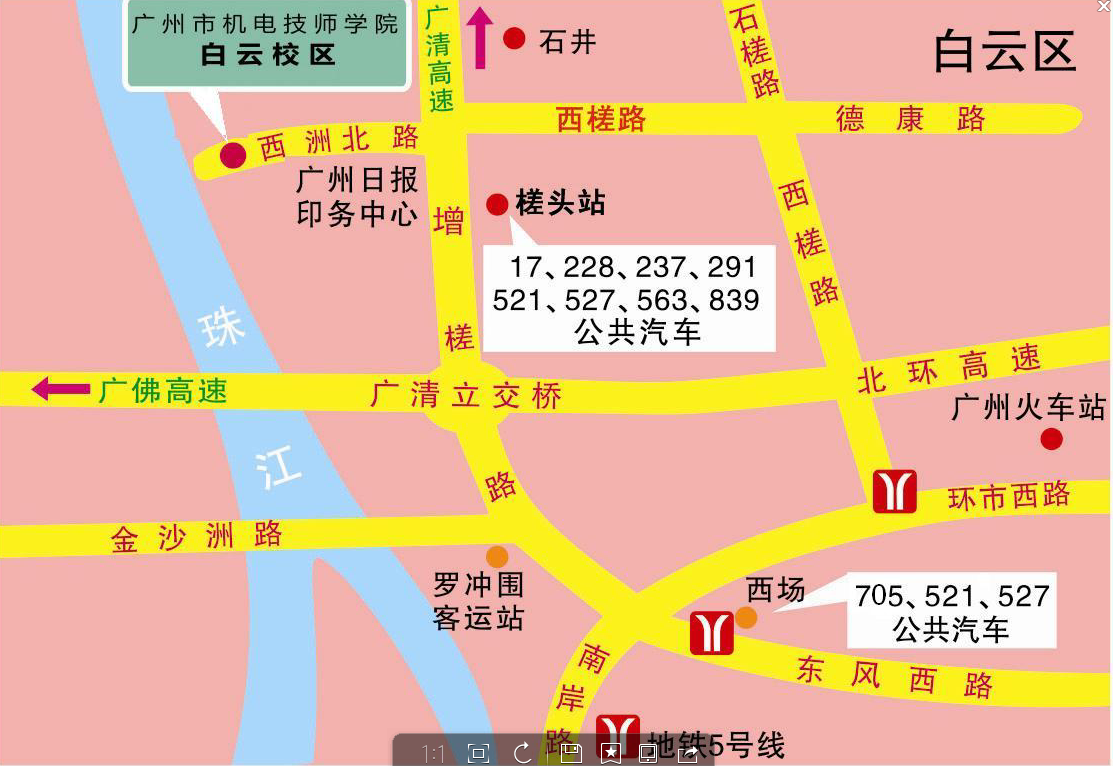 广州市机电技师学院
白云校区
广清高速
石井
石槎路
白云区
西槎路
德康路
西洲北路
广州日报
印务中心
槎头站
17、228、237、291
521、527、563、839
公共汽车
增槎路
西槎路
珠江
广佛高速
广清立交桥
北环高速
广州火车站
环市西路
金沙洲路
罗冲围
客运站
西场
705、521、527
公共汽车
东风西路
南岸路
地铁5号线
1:1